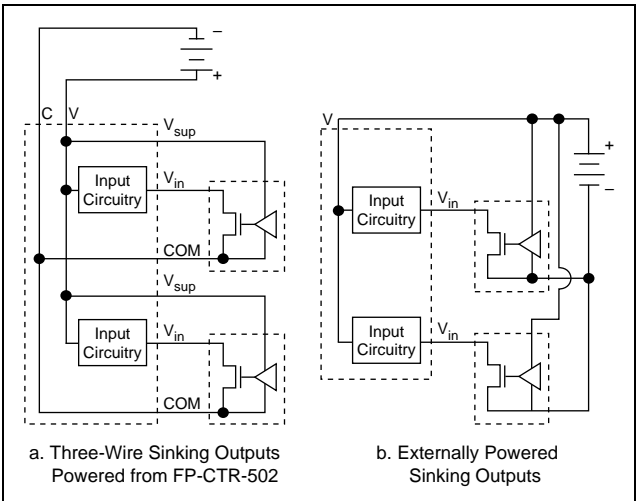 −
+
C V
V
sup
Input
Circuitry
V
in
COM
V
sup
Input
Circuitry
V
in
COM
a. Three-Wire Sinking Outputs
Powered from FP-CTR-502
V
+
−
Input
Circuitry
V
in
Input
Circuitry
V
in
b. Externally Powered
Sinking Outputs